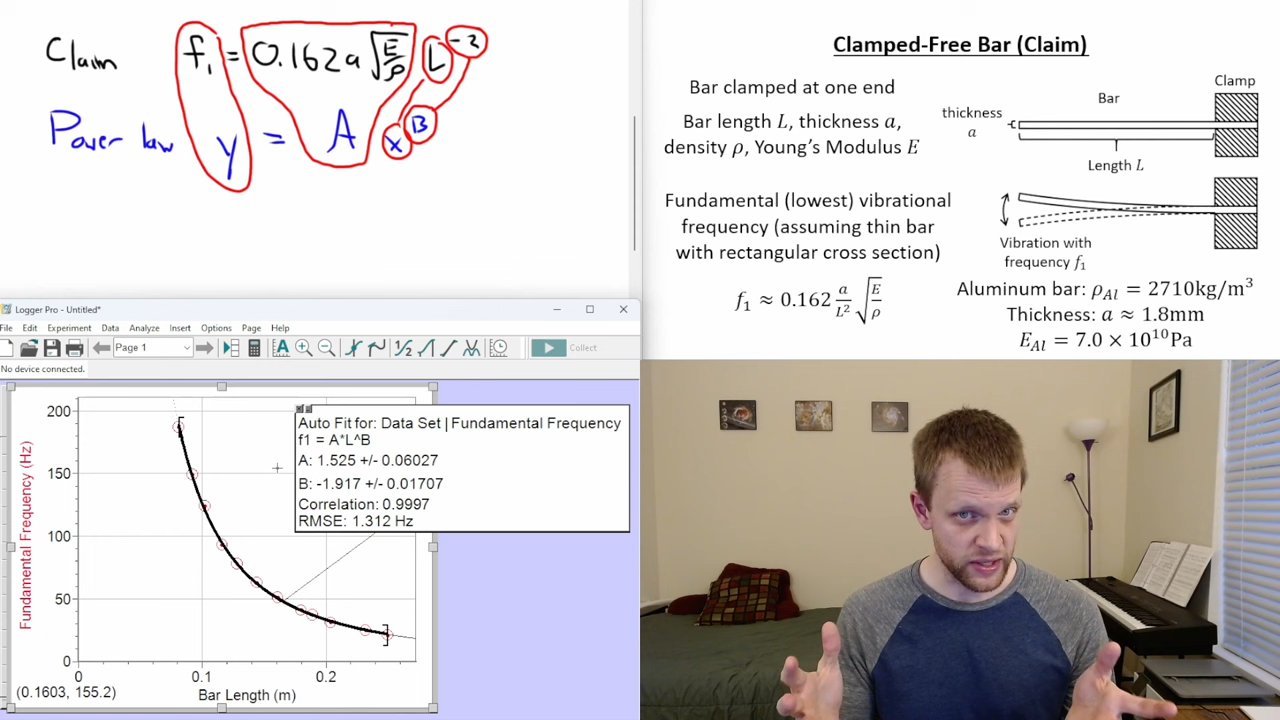 Claim f₁ = 0.162a √E/ρ L⁻²
Power law y = A x^B
Clamped-Free Bar (Claim)
Bar clamped at one end
Bar length L, thickness a,
density ρ, Young's Modulus E
Fundamental (lowest) vibrational
frequency (assuming thin bar
with rectangular cross section)
f₁ ≈ 0.162 a/L² √E/ρ
Clamp
Bar
thickness
a
Length L
Vibration with
frequency f₁
Aluminum bar: ρ_Al = 2710kg/m³
Thickness: a ≈ 1.8mm
E_Al = 7.0 × 10¹⁰Pa
Logger Pro - Untitled*
File Edit Experiment Data Analyze Insert Options Page Help
Page 1
Collect
No device connected.
Auto Fit for: Data Set | Fundamental Frequency
f1 = A*L^B
A: 1.525 +/- 0.06027
B: -1.917 +/- 0.01707
Correlation: 0.9997
RMSE: 1.312 Hz
Fundamental Frequency (Hz)
200
150
100
50
0
0 0.1 0.2
(0.1603, 155.2)
Bar Length (m)